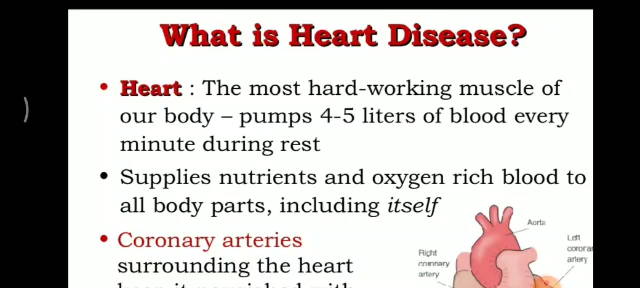 What is Heart Disease?
• Heart : The most hard-working muscle of
our body – pumps 4-5 liters of blood every
minute during rest
• Supplies nutrients and oxygen rich blood to
all body parts, including itself
• Coronary arteries
surrounding the heart
Aorta
Left
artery
Right
coronary
artery